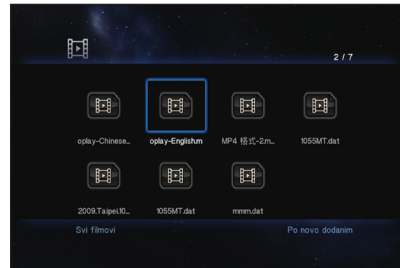 2 / 7
oplay-Chinese... oplay-English.m MP4 格式-2.m... 1055MT.dat
2009.Taipei.10... 1055MT.dat mmm.dat
Svi filmovi Po novo dodanim